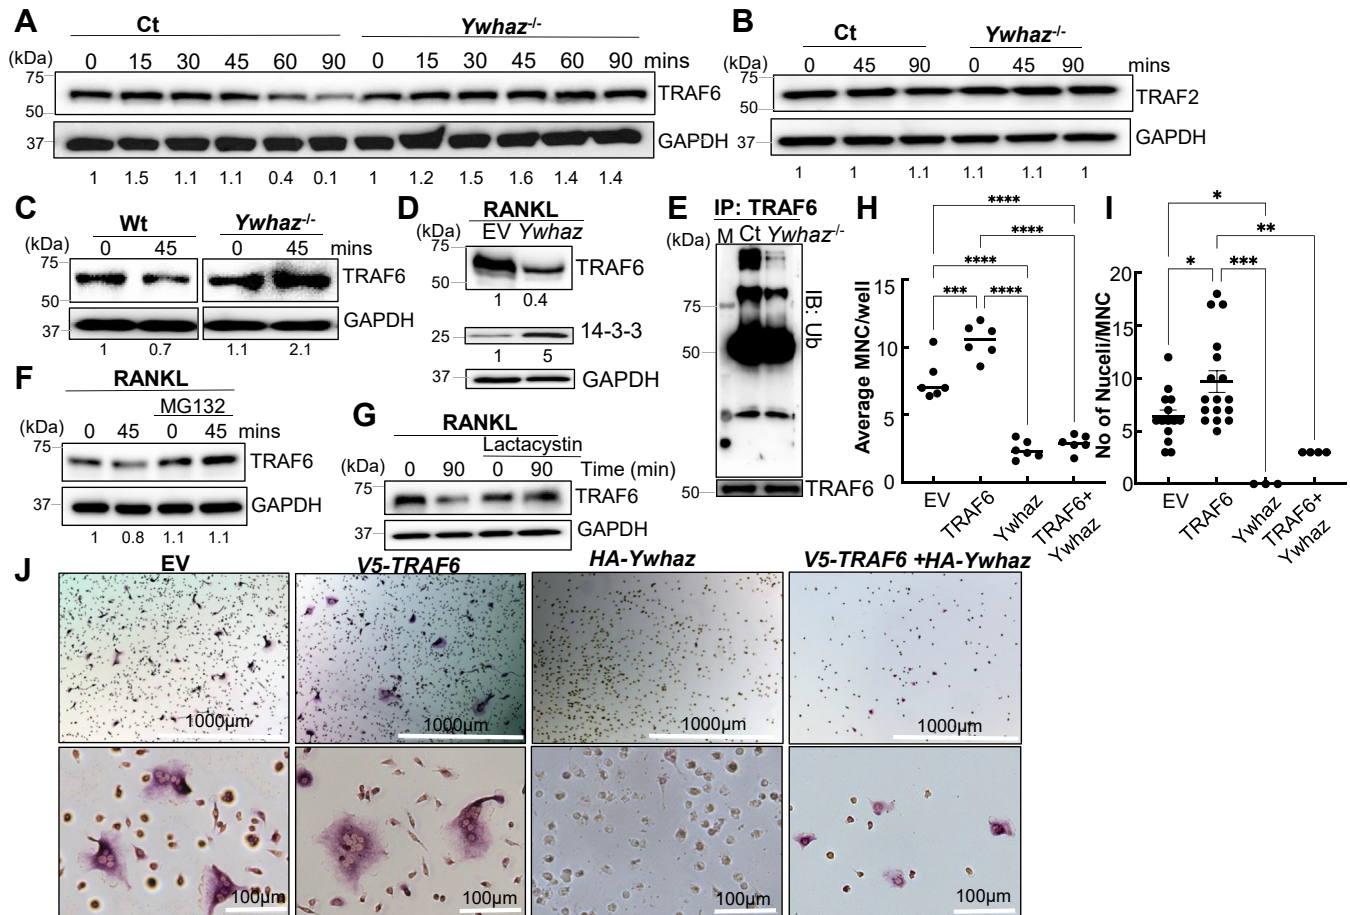 A
Ct
Ywhaz-/-
(kDa)
0 15 30 45 60 90 0 15 30 45 60 90 mins
75
50
TRAF6
37
GAPDH
1 1.5 1.1 1.1 0.4 0.1 1 1.2 1.5 1.6 1.4 1.4
B
Ct
Ywhaz-/-
(kDa)
0 45 90 0 45 90 mins
75
50
TRAF2
37
GAPDH
1 1 1.1 1.1 1.1 1
C
Wt
Ywhaz-/-
(kDa)
0 45 0 45 mins
75
50
TRAF6
37
GAPDH
1 0.7 1.1 2.1
D
RANKL
(kDa)
EV Ywhaz
75
50
TRAF6
1 0.4
25
14-3-3
1 5
37
GAPDH
E
IP: TRAF6
(kDa)
M Ct Ywhaz-/-
75
50
IB: Ub
50
TRAF6
F
RANKL
MG132
(kDa)
0 45 0 45 mins
75
TRAF6
37
GAPDH
1 0.8 1.1 1.1
G
RANKL
Lactacystin
(kDa)
0 90 0 90 Time (min)
75
TRAF6
37
GAPDH
H
****
****
****
*** ****
Average MNC/well
15
10
5
0
EV
TRAF6
Ywhaz
TRAF6+
Ywhaz
I
*
**
* ***
No of Nuceli/MNC
20
15
10
5
0
EV
TRAF6
Ywhaz
TRAF6+
Ywhaz
J
EV
V5-TRAF6
HA-Ywhaz
V5-TRAF6 +HA-Ywhaz
1000µm
1000µm
1000µm
1000µm
100µm
100µm
100µm
100µm